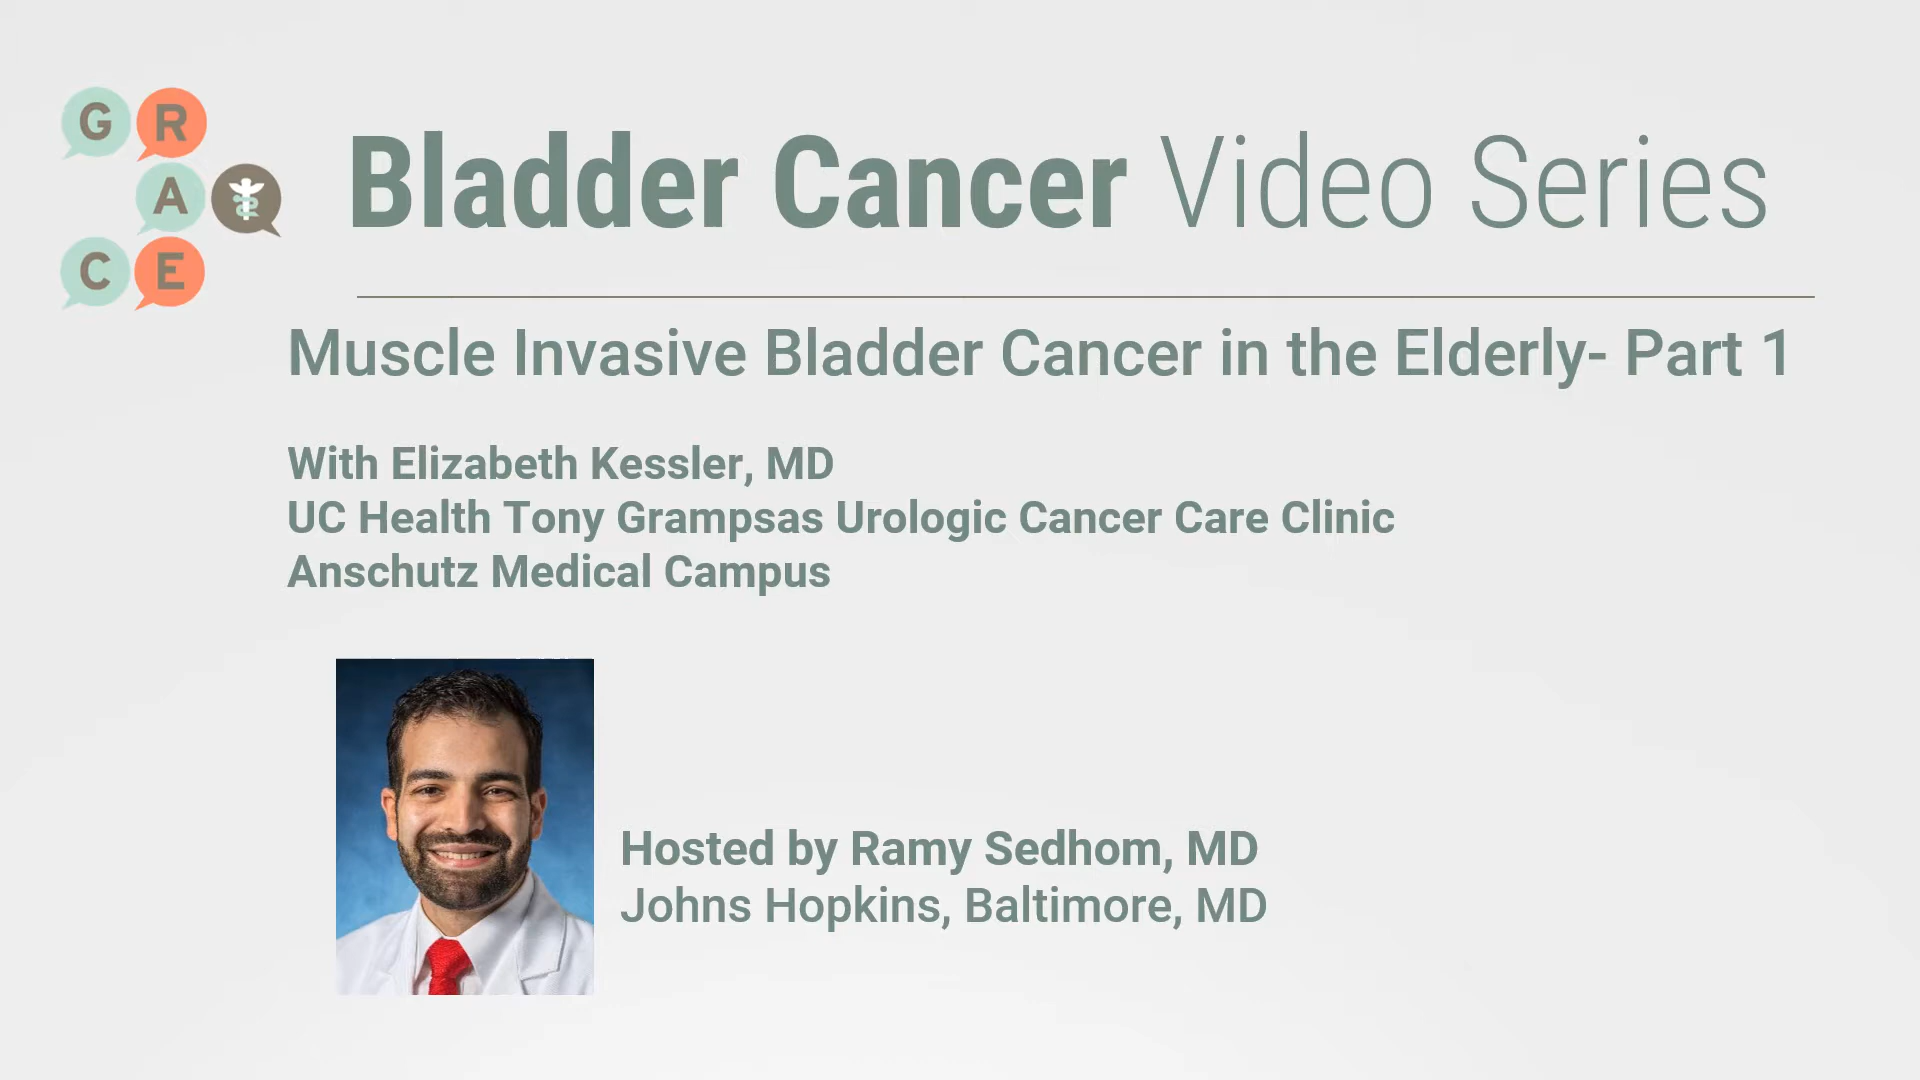 G R
A
C E
Bladder Cancer Video Series
Muscle Invasive Bladder Cancer in the Elderly- Part 1
With Elizabeth Kessler, MD
UC Health Tony Grampsas Urologic Cancer Care Clinic
Anschutz Medical Campus
Hosted by Ramy Sedhom, MD
Johns Hopkins, Baltimore, MD